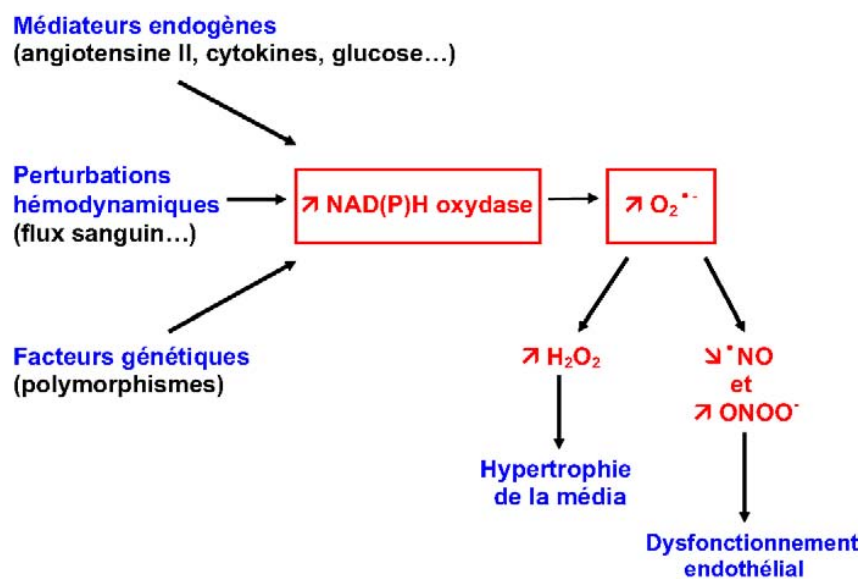 Médiateurs endogènes
(angiotensine II, cytokines, glucose…)
Perturbations
hémodynamiques
(flux sanguin…)
↗ NAD(P)H oxydase
↗ O₂•⁻
Facteurs génétiques
(polymorphismes)
↗ H₂O₂
↘ •NO
et
↗ ONOO⁻
Hypertrophie
de la média
Dysfonctionnement
endothélial